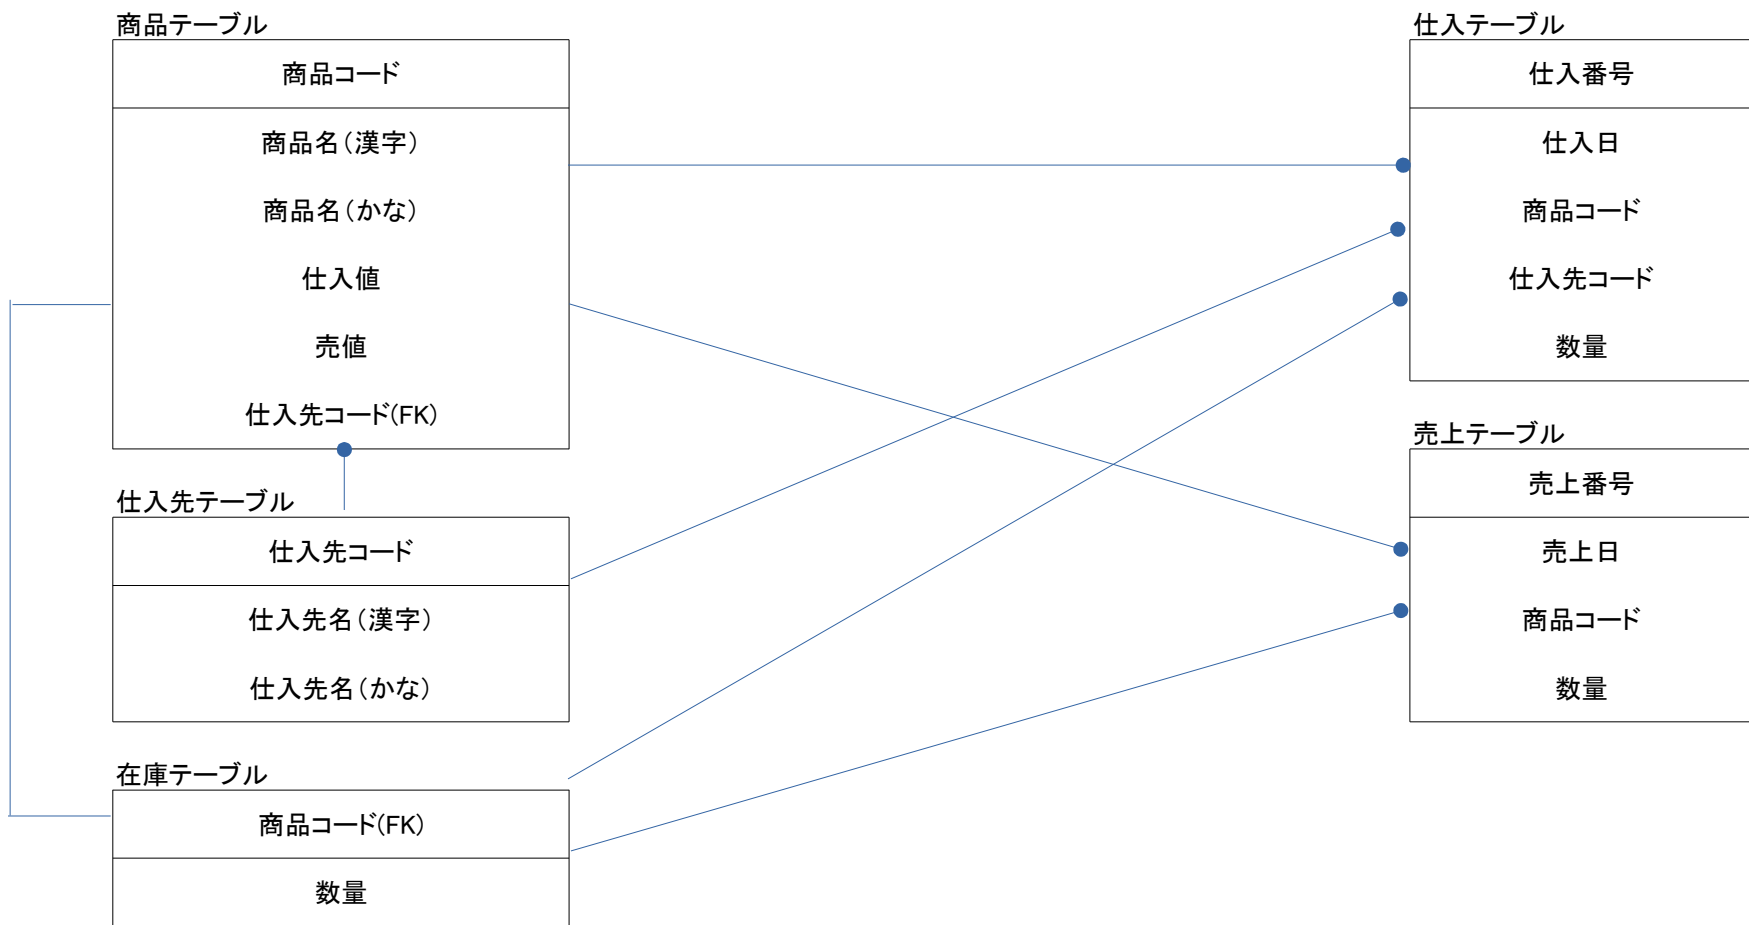 商品テーブル
商品コード
商品名（漢字）
商品名（かな）
仕入値
売値
仕入先コード(FK)
仕入先テーブル
仕入先コード
仕入先名（漢字）
仕入先名（かな）
在庫テーブル
商品コード(FK)
数量
仕入テーブル
仕入番号
仕入日
商品コード
仕入先コード
数量
売上テーブル
売上番号
売上日
商品コード
数量